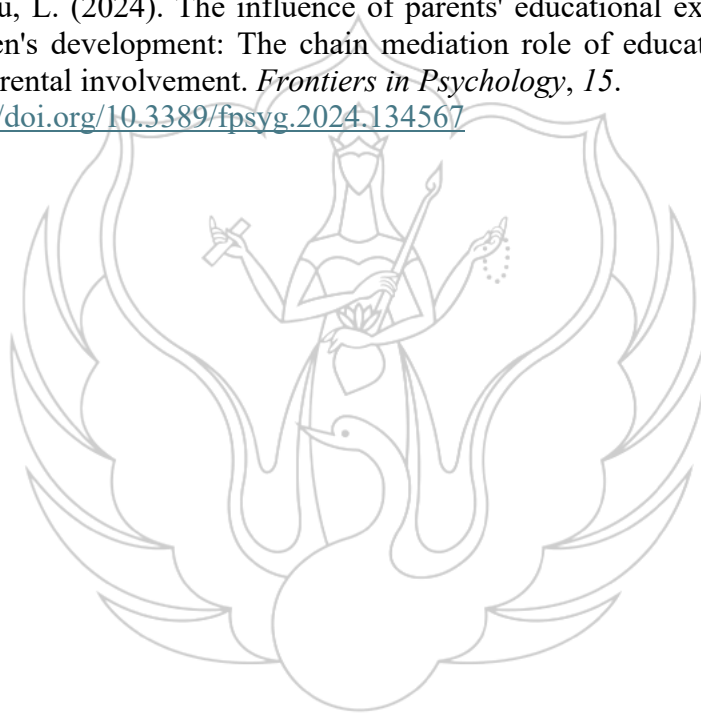 u, L. (2024). The influence of parents' educational ex
en's development: The chain mediation role of educat
rental involvement. Frontiers in Psychology, 15.
/doi.org/10.3389/fpsyg.2024.134567